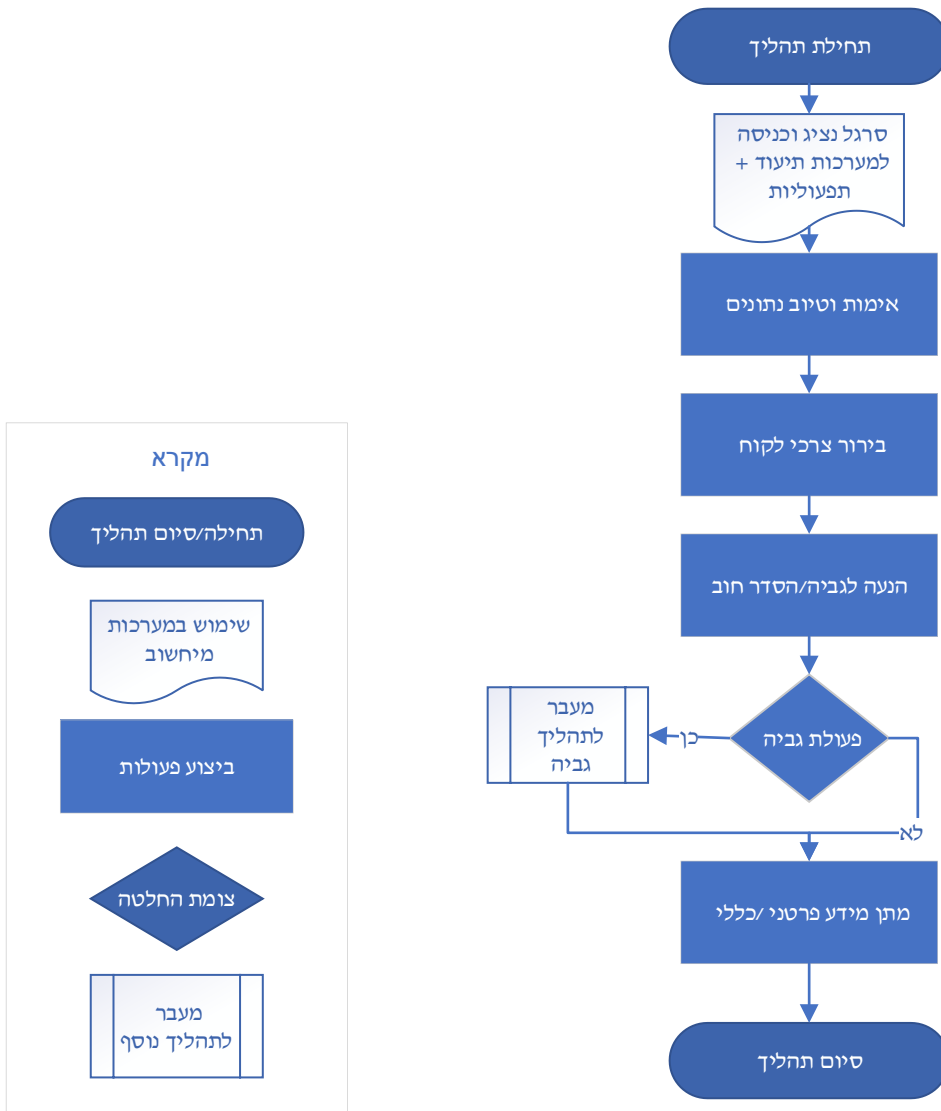 תחילת תהליך
סרגל נציג וכניסה
למערכות תיעוד +
תפעוליות
אימות וטיוב נתונים
בירור צרכי לקוח
הנעה לגביה/הסדר חוב
פעולת גביה
כן
מעבר
לתהליך
גביה
לא
מתן מידע פרטני /כללי
סיום תהליך
מקרא
תחילה/סיום תהליך
שימוש במערכות
מיחשוב
ביצוע פעולות
צומת החלטה
מעבר
לתהליך נוסף